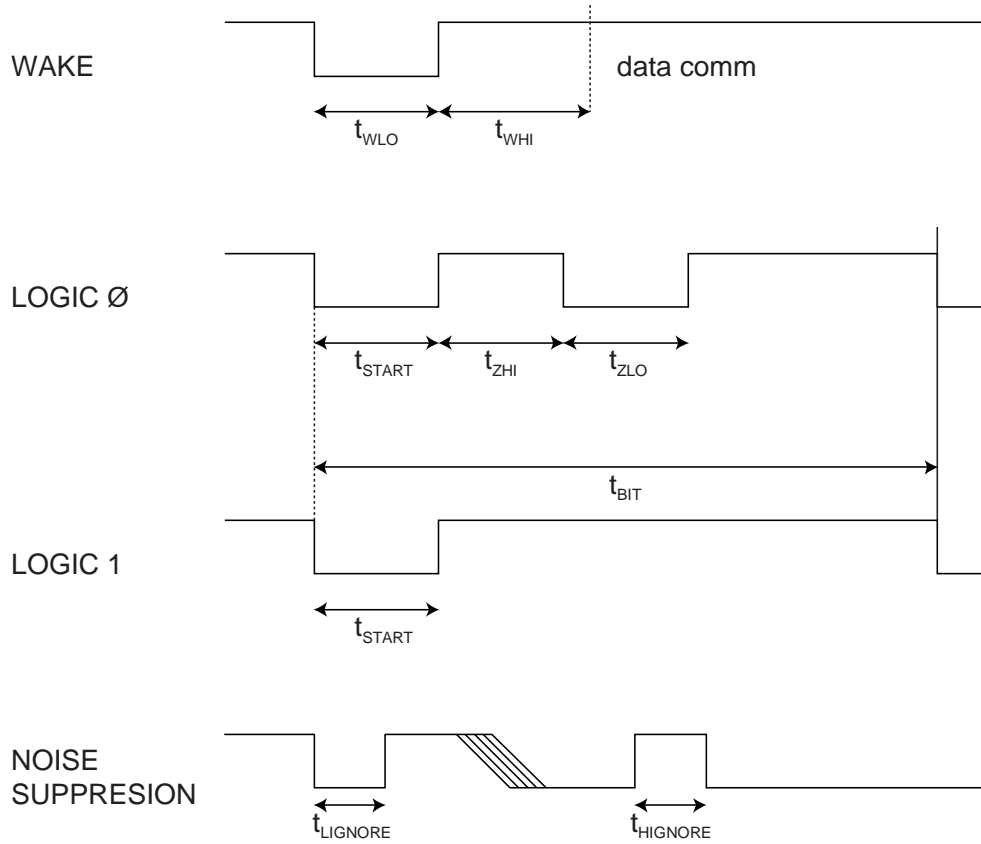 WAKE
data comm
tWLO
tWHI
LOGIC Ø
tSTART
tZHI
tZLO
tBIT
LOGIC 1
tSTART
NOISE
SUPPRESION
tLIGNORE
tHIGNORE